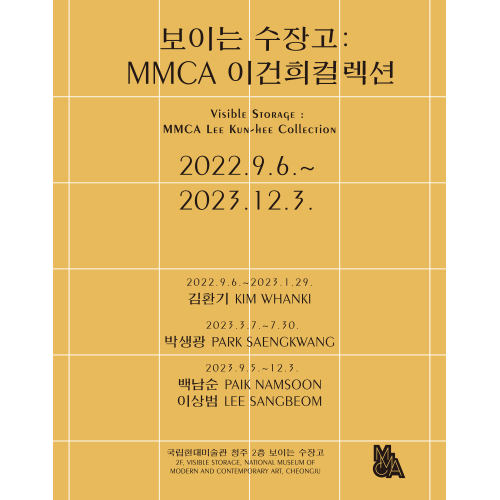 보이는 수장고:
MMCA 이건희컬렉션
Visible Storage :
MMCA Lee Kun-hee Collection
2022.9.6.~
2023.12.3.
2022.9.6.~2023.1.29.
김환기 KIM WHANKI
2023.3.7.~7.30.
박생광 PARK SAENGKWANG
2023.9.5.~12.3.
백남순 PAIK NAMSOON
이상범 LEE SANGBEOM
국립현대미술관 청주 2층 보이는 수장고
2F, VISIBLE STORAGE, NATIONAL MUSEUM OF
MODERN AND CONTEMPORARY ART, CHEONGJU
MMCA